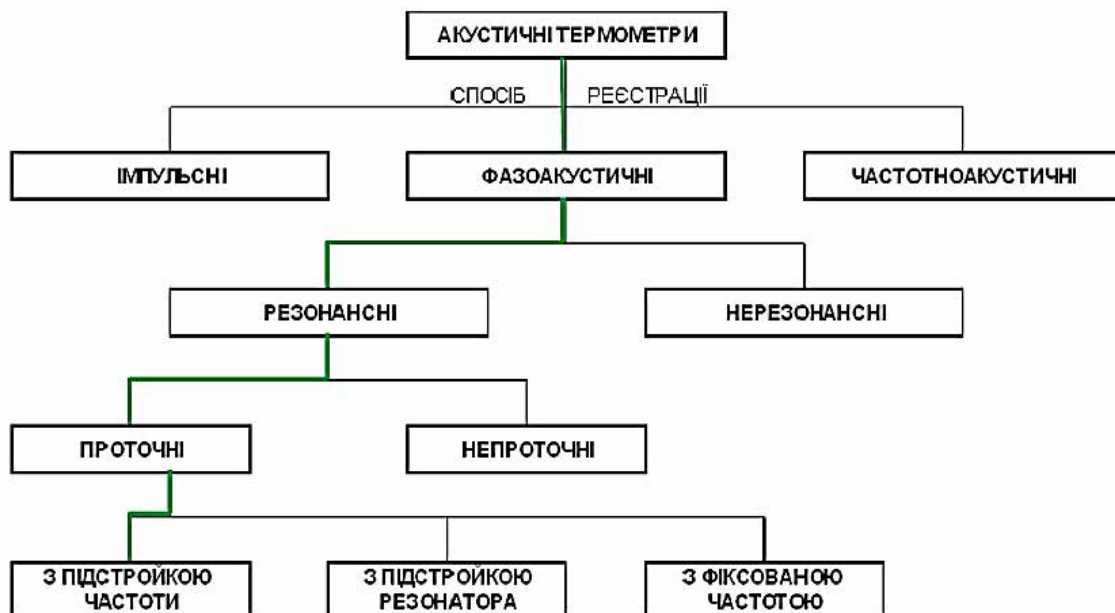 АКУСТИЧНІ ТЕРМОМЕТРИ
СПОСІБ РЕЄСТРАЦІЇ
ІМПУЛЬСНІ
ФАЗОАКУСТИЧНІ
ЧАСТОТНОАКУСТИЧНІ
РЕЗОНАНСНІ
НЕРЕЗОНАНСНІ
ПРОТОЧНІ
НЕПРОТОЧНІ
З ПІДСТРОЙКОЮ
ЧАСТОТИ
З ПІДСТРОЙКОЮ
РЕЗОНАТОРА
З ФІКСОВАНОЮ
ЧАСТОТОЮ